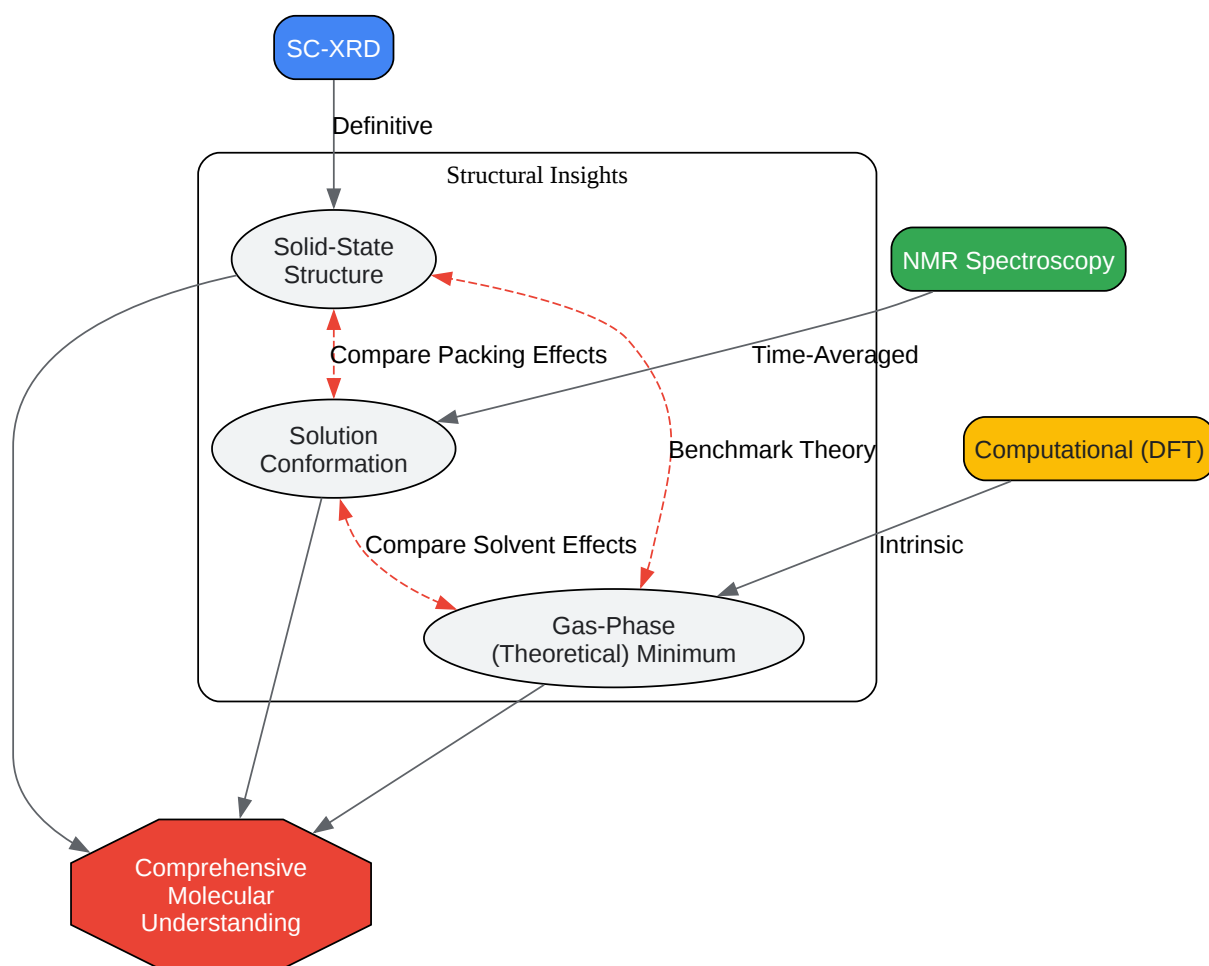 SC-XRD
Definitive
Structural Insights
Solid-State
Structure
NMR Spectroscopy
Compare Packing Effects
Time-Averaged
Solution
Conformation
Benchmark Theory
Computational (DFT)
Compare Solvent Effects
Intrinsic
Gas-Phase
(Theoretical) Minimum
Comprehensive
Molecular
Understanding